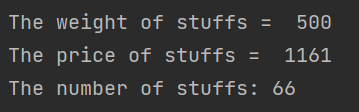 The weight of stuffs =  500
The price of stuffs =  1161
The number of stuffs: 66